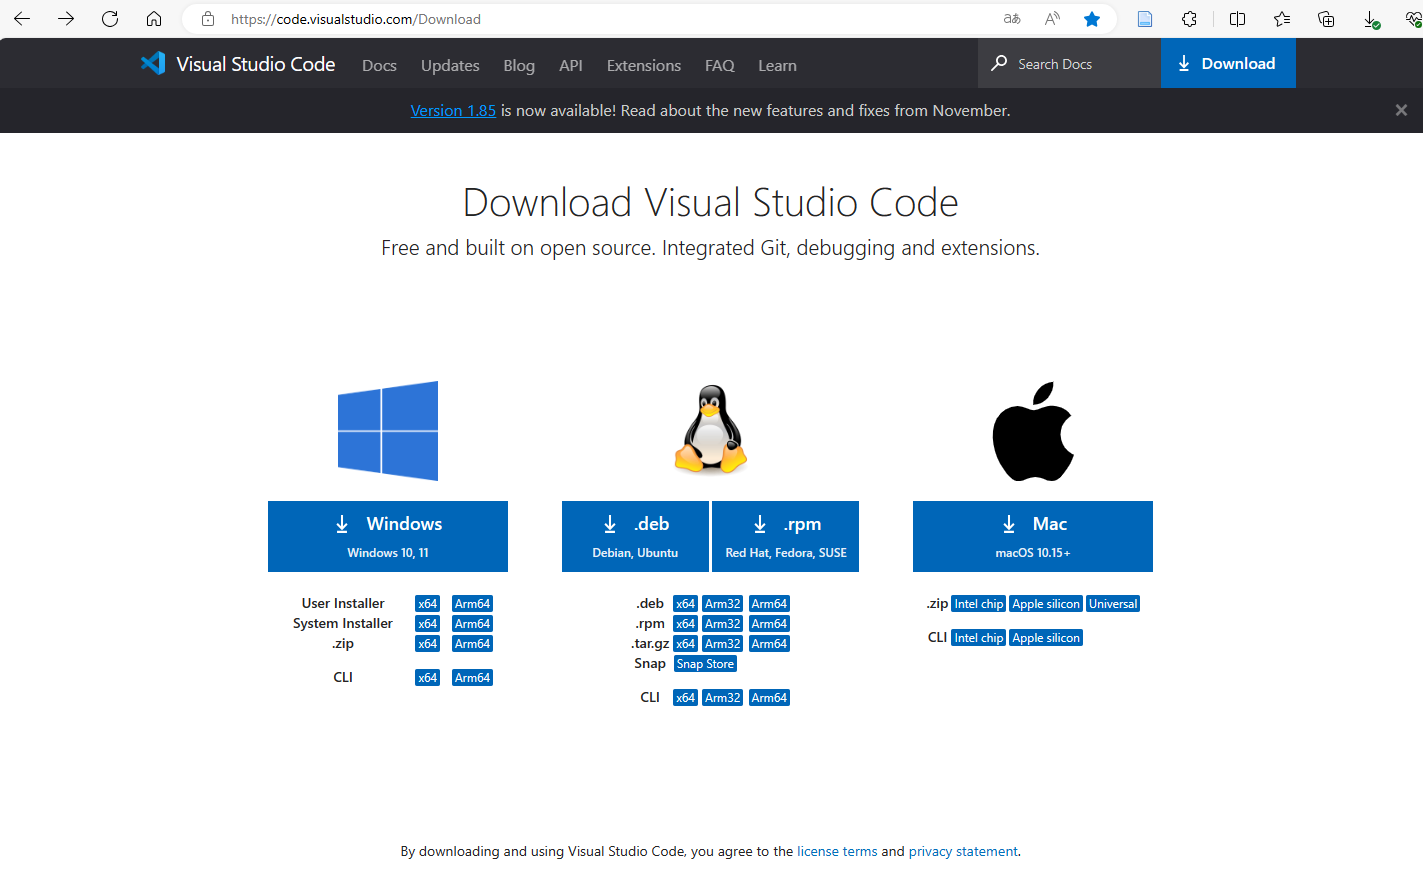 https://code.visualstudio.com/Download
Visual Studio Code Docs Updates Blog API Extensions FAQ Learn Search Docs Download
Version 1.85 is now available! Read about the new features and fixes from November.
Download Visual Studio Code
Free and built on open source. Integrated Git, debugging and extensions.
Windows
Windows 10, 11
User Installer x64 Arm64
System Installer x64 Arm64
.zip x64 Arm64
CLI x64 Arm64
.deb
Debian, Ubuntu
.rpm
Red Hat, Fedora, SUSE
.deb x64 Arm32 Arm64
.rpm x64 Arm32 Arm64
.tar.gz x64 Arm32 Arm64
Snap Snap Store
CLI x64 Arm32 Arm64
Mac
macOS 10.15+
.zip Intel chip Apple silicon Universal
CLI Intel chip Apple silicon
By downloading and using Visual Studio Code, you agree to the license terms and privacy statement.